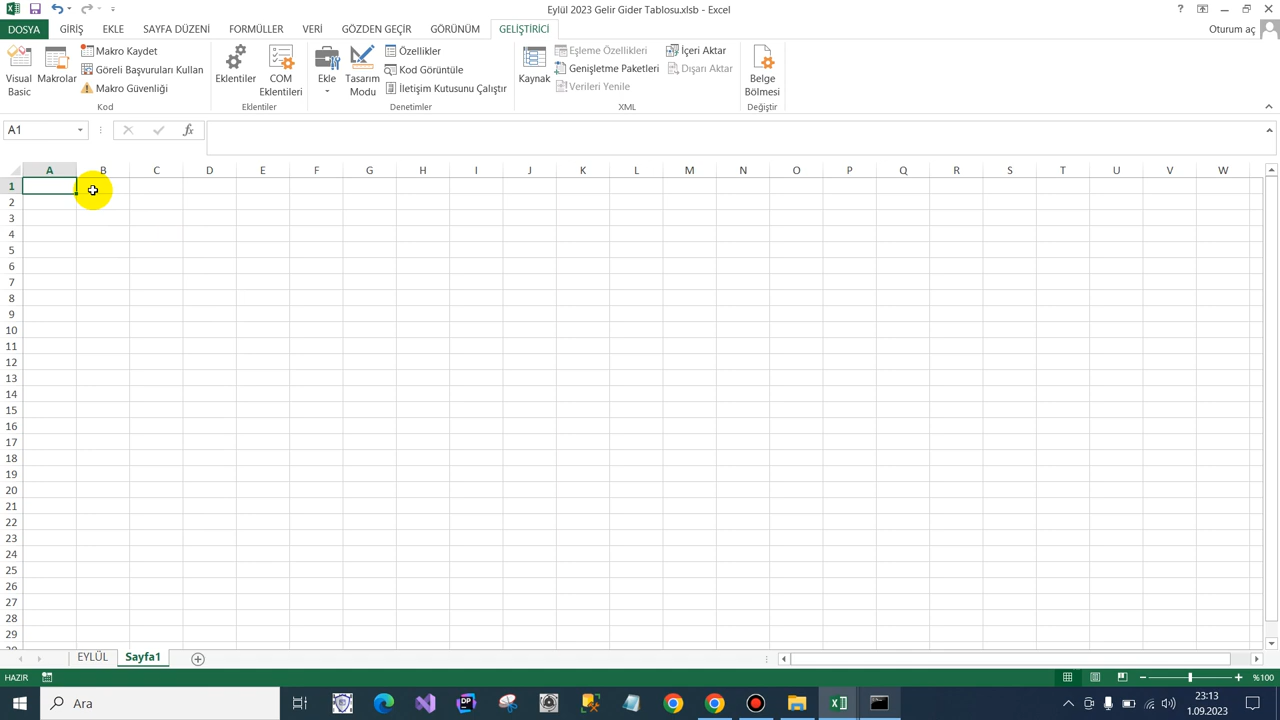 Eylül 2023 Gelir Gider Tablosu.xlsb - Excel
DOSYA GİRİŞ EKLE SAYFA DÜZENİ FORMÜLLER VERİ GÖZDEN GEÇİR GÖRÜNÜM GELİŞTİRİCİ Oturum aç
Visual Basic
Makrolar
Makro Kaydet
Göreli Başvuruları Kullan
Makro Güvenliği
Kod
Eklentiler
COM Eklentileri
Eklentiler
Ekle
Tasarım Modu
Özellikler
Kod Görüntüle
İletişim Kutusunu Çalıştır
Denetimler
Kaynak
Eşleme Özellikleri
Genişletme Paketleri
Verileri Yenile
İçeri Aktar
Dışarı Aktar
XML
Belge Bölmesi
Değiştir
A1
fx
A B C D E F G H I J K L M N O P Q R S T U V W
1
2
3
4
5
6
7
8
9
10
11
12
13
14
15
16
17
18
19
20
21
22
23
24
25
26
27
28
29
EYLÜL Sayfa1
HAZIR %100
Ara
23:13
1.09.2023